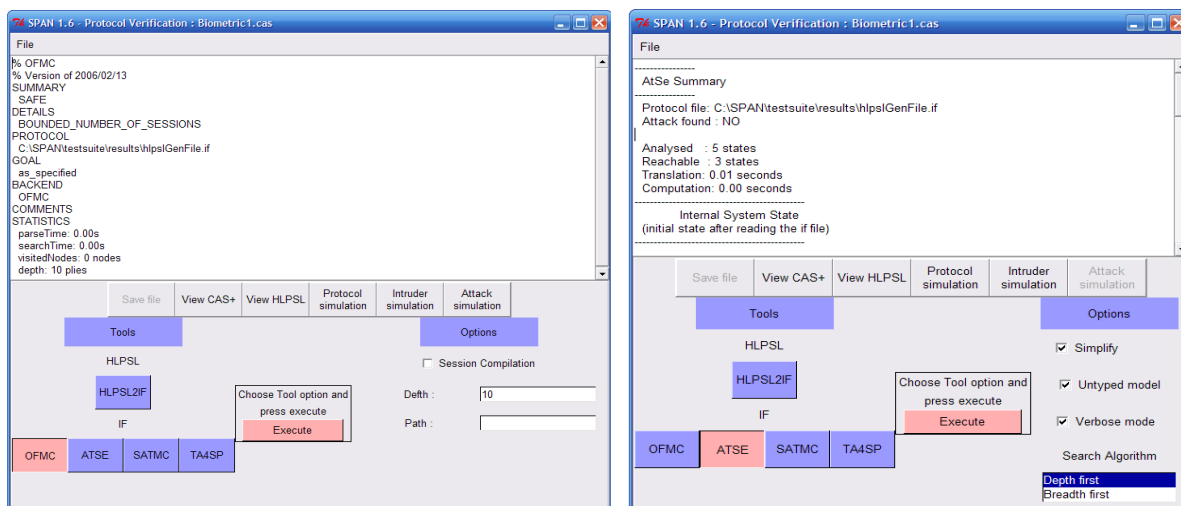 SPAN 1.6 - Protocol Verification : Biometric1.cas
File
% OFMC
% Version of 2006/02/13
SUMMARY
SAFE
DETAILS
BOUNDED_NUMBER_OF_SESSIONS
PROTOCOL
C:\SPAN\testsuite\results\hlpslGenFile.if
GOAL
as_specified
BACKEND
OFMC
COMMENTS
STATISTICS
parseTime: 0.00s
searchTime: 0.00s
visitedNodes: 0 nodes
depth: 10 plies
Save file
View CAS+
View HLPSL
Protocol
simulation
Intruder
simulation
Attack
simulation
Tools
Options
HLPSL
Session Compilation
HLPSL2IF
Choose Tool option and
press execute
Execute
Defth :
10
IF
Path :
OFMC
ATSE
SATMC
TA4SP
SPAN 1.6 - Protocol Verification : Biometric1.cas
File
----------------
AtSe Summary
----------------
Protocol file: C:\SPAN\testsuite\results\hlpslGenFile.if
Attack found : NO
Analysed : 5 states
Reachable : 3 states
Translation: 0.01 seconds
Computation: 0.00 seconds
-------------------------------------------
Internal System State
(initial state after reading the if file)
-------------------------------------------
Save file
View CAS+
View HLPSL
Protocol
simulation
Intruder
simulation
Attack
simulation
Tools
Options
HLPSL
Simplify
HLPSL2IF
Choose Tool option and
press execute
Execute
Untyped model
IF
Verbose mode
OFMC
ATSE
SATMC
TA4SP
Search Algorithm
Depth first
Breadth first